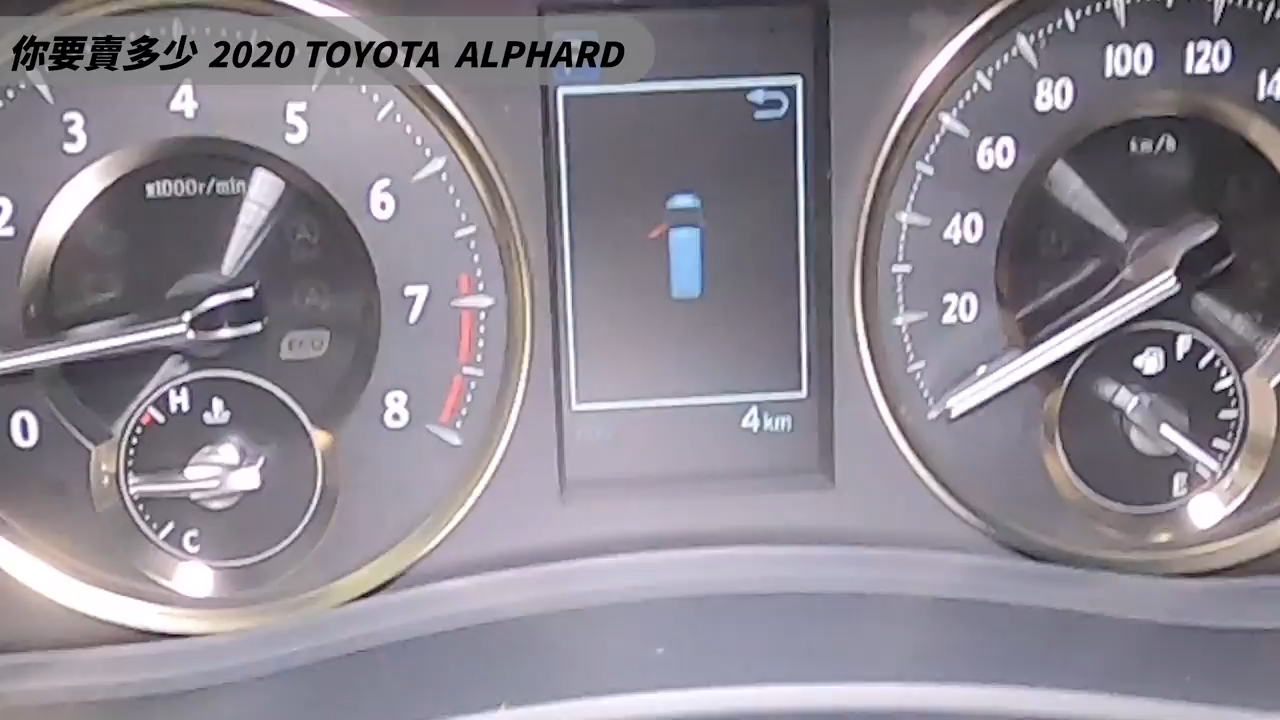 你要賣多少 2020 TOYOTA ALPHARD
2 3 4 5 6 7 8 0
x1000r/min
ECO
H
C
4km
20 40 60 80 100 120
km/h
F
E